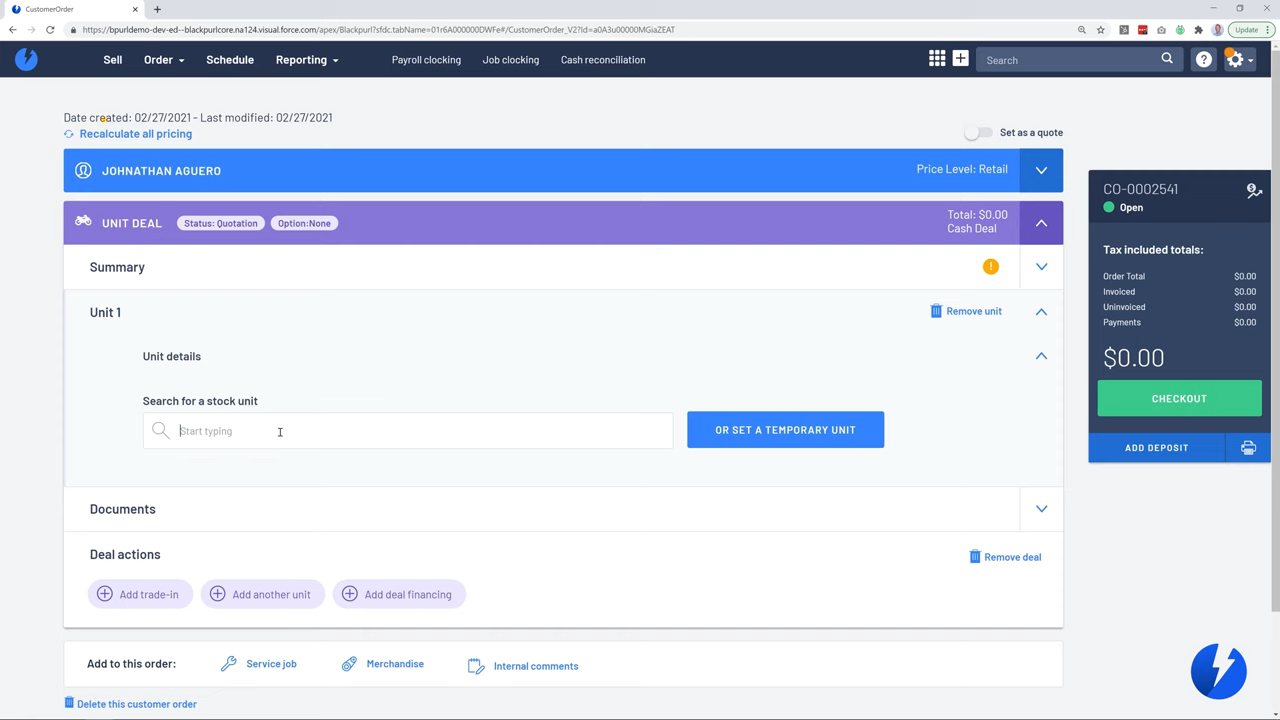 CustomerOrder
https://bpurldemo-dev-ed--blackpurlcore.na124.visual.force.com/apex/Blackpurl?sfdc.tabName=01r6A000000DWFe#/CustomerOrder_V2?Id=a0A3u00000MGiaZEAT
Update
Sell
Order
Schedule
Reporting
Payroll clocking
Job clocking
Cash reconciliation
Search
Date created: 02/27/2021 - Last modified: 02/27/2021
Recalculate all pricing
Set as a quote
JOHNATHAN AGUERO
Price Level: Retail
UNIT DEAL
Status: Quotation
Option:None
Total: $0.00
Cash Deal
Summary
Unit 1
Remove unit
Unit details
Search for a stock unit
Start typing
OR SET A TEMPORARY UNIT
Documents
Deal actions
Remove deal
Add trade-in
Add another unit
Add deal financing
Add to this order:
Service job
Merchandise
Internal comments
Delete this customer order
CO-0002541
Open
Tax included totals:
Order Total $0.00
Invoiced $0.00
Uninvoiced $0.00
Payments $0.00
$0.00
CHECKOUT
ADD DEPOSIT